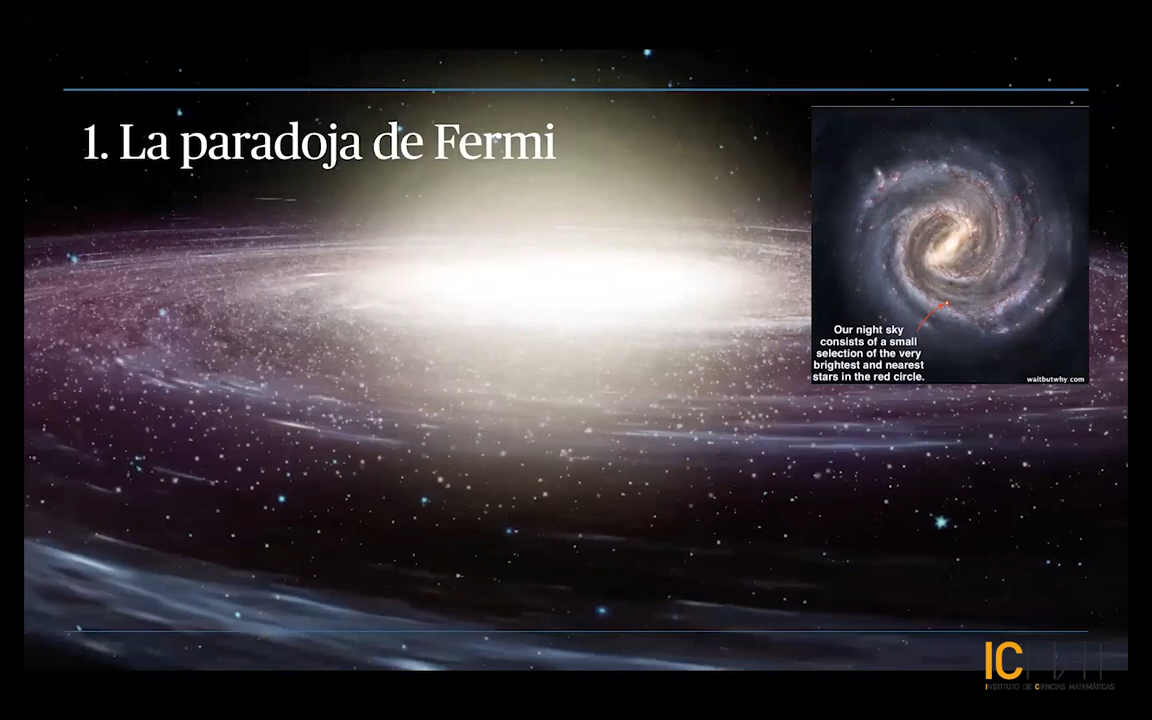 1. La paradoja de Fermi
Our night sky
consists of a small
selection of the very
brightest and nearest
stars in the red circle.
waitbutwhy.com
IC
INSTITUTO DE CIENCIAS MATEMÁTICAS